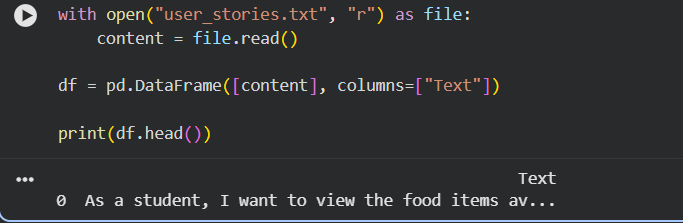 with open("user_stories.txt", "r") as file:
    content = file.read()
df = pd.DataFrame([content], columns=["Text"])
print(df.head())
Text
0  As a student, I want to view the food items av...